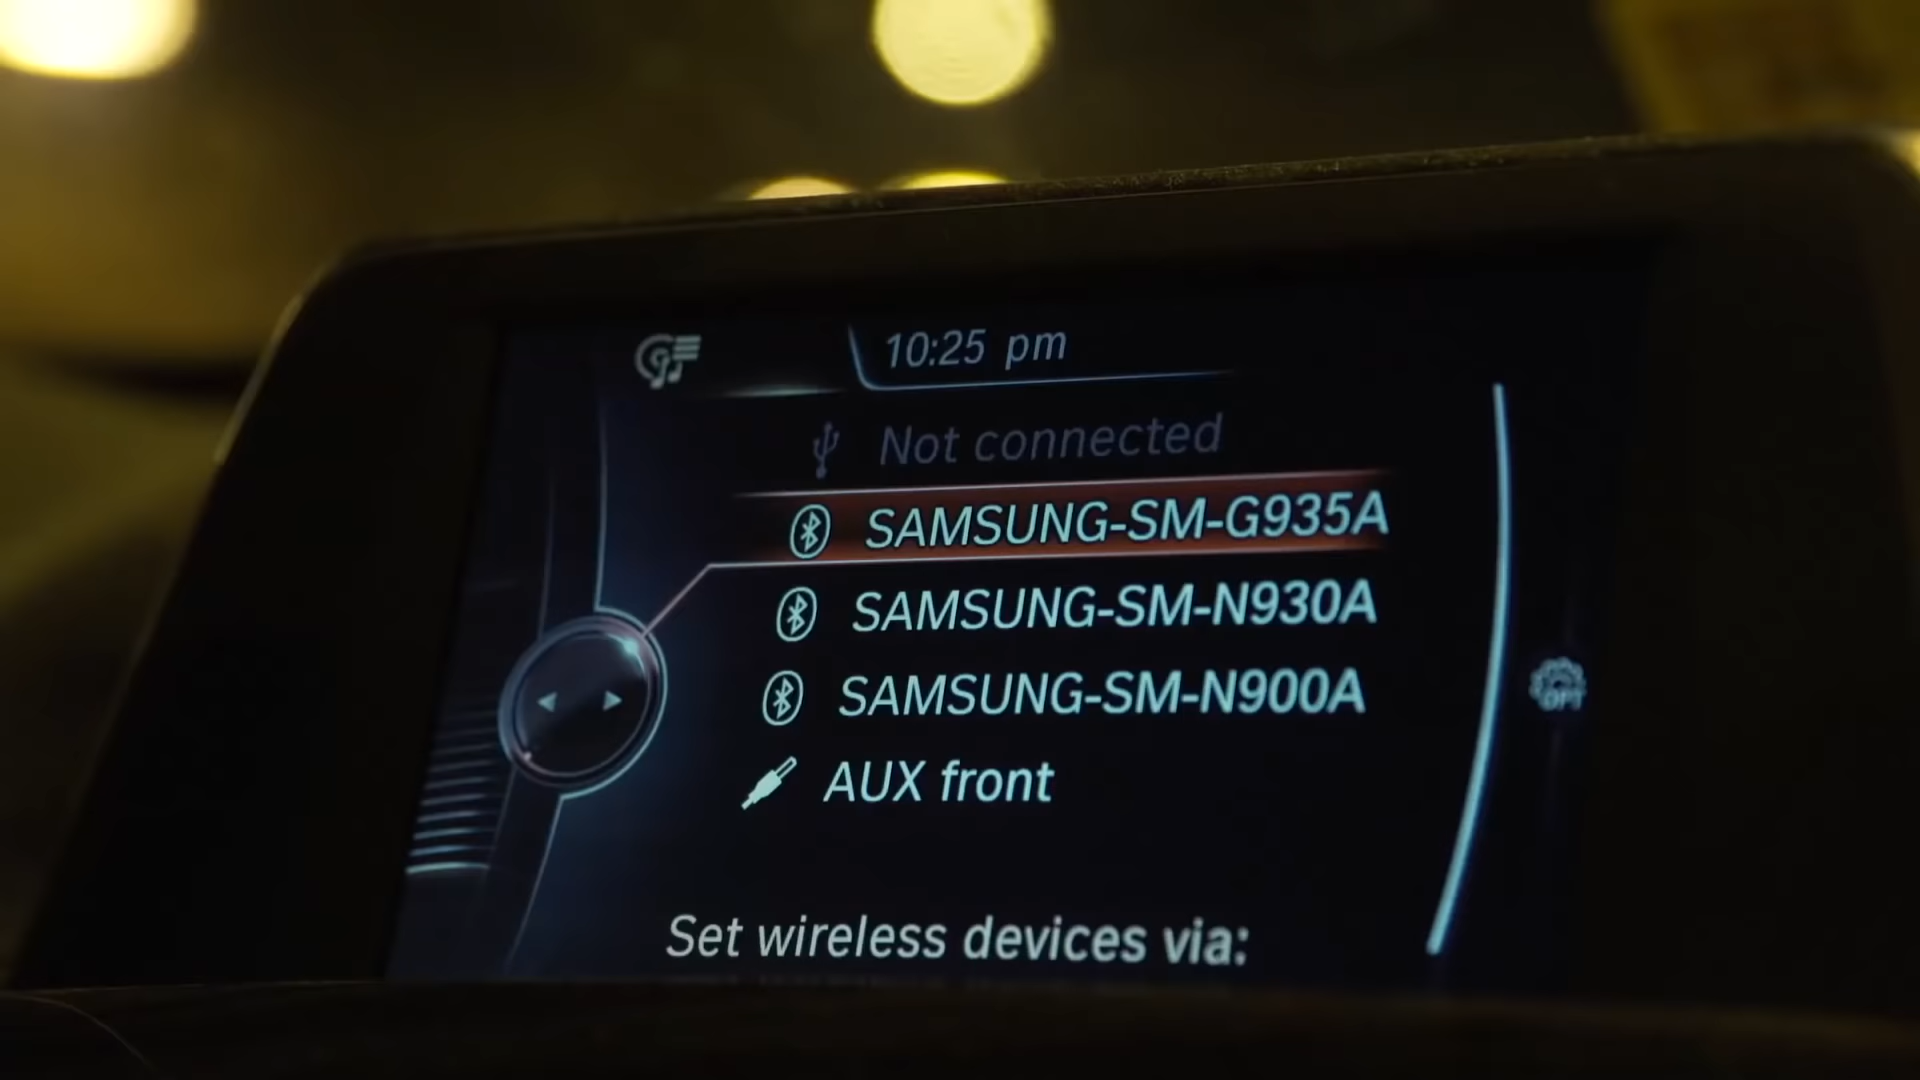 10:25 pm
Not connected
SAMSUNG-SM-G935A
SAMSUNG-SM-N930A
SAMSUNG-SM-N900A
AUX front
OPT
Set wireless devices via: